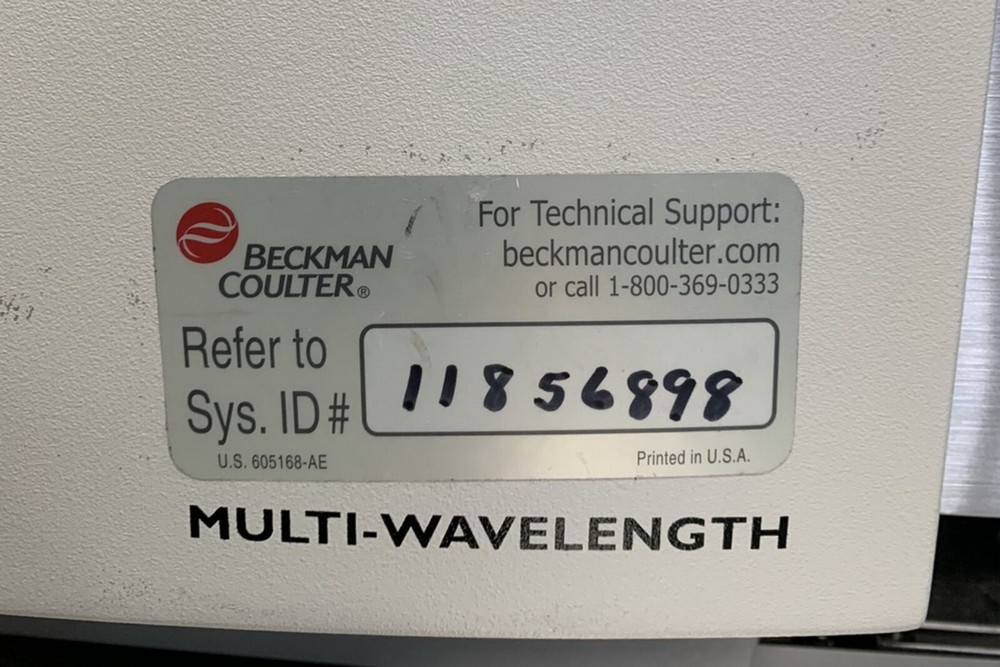 BECKMAN
COULTER®
For Technical Support:
beckmancoulter.com
or call 1-800-369-0333
Refer to
Sys. ID#
11856898
U.S. 605168-AE
Printed in U.S.A.
MULTI-WAVELENGTH